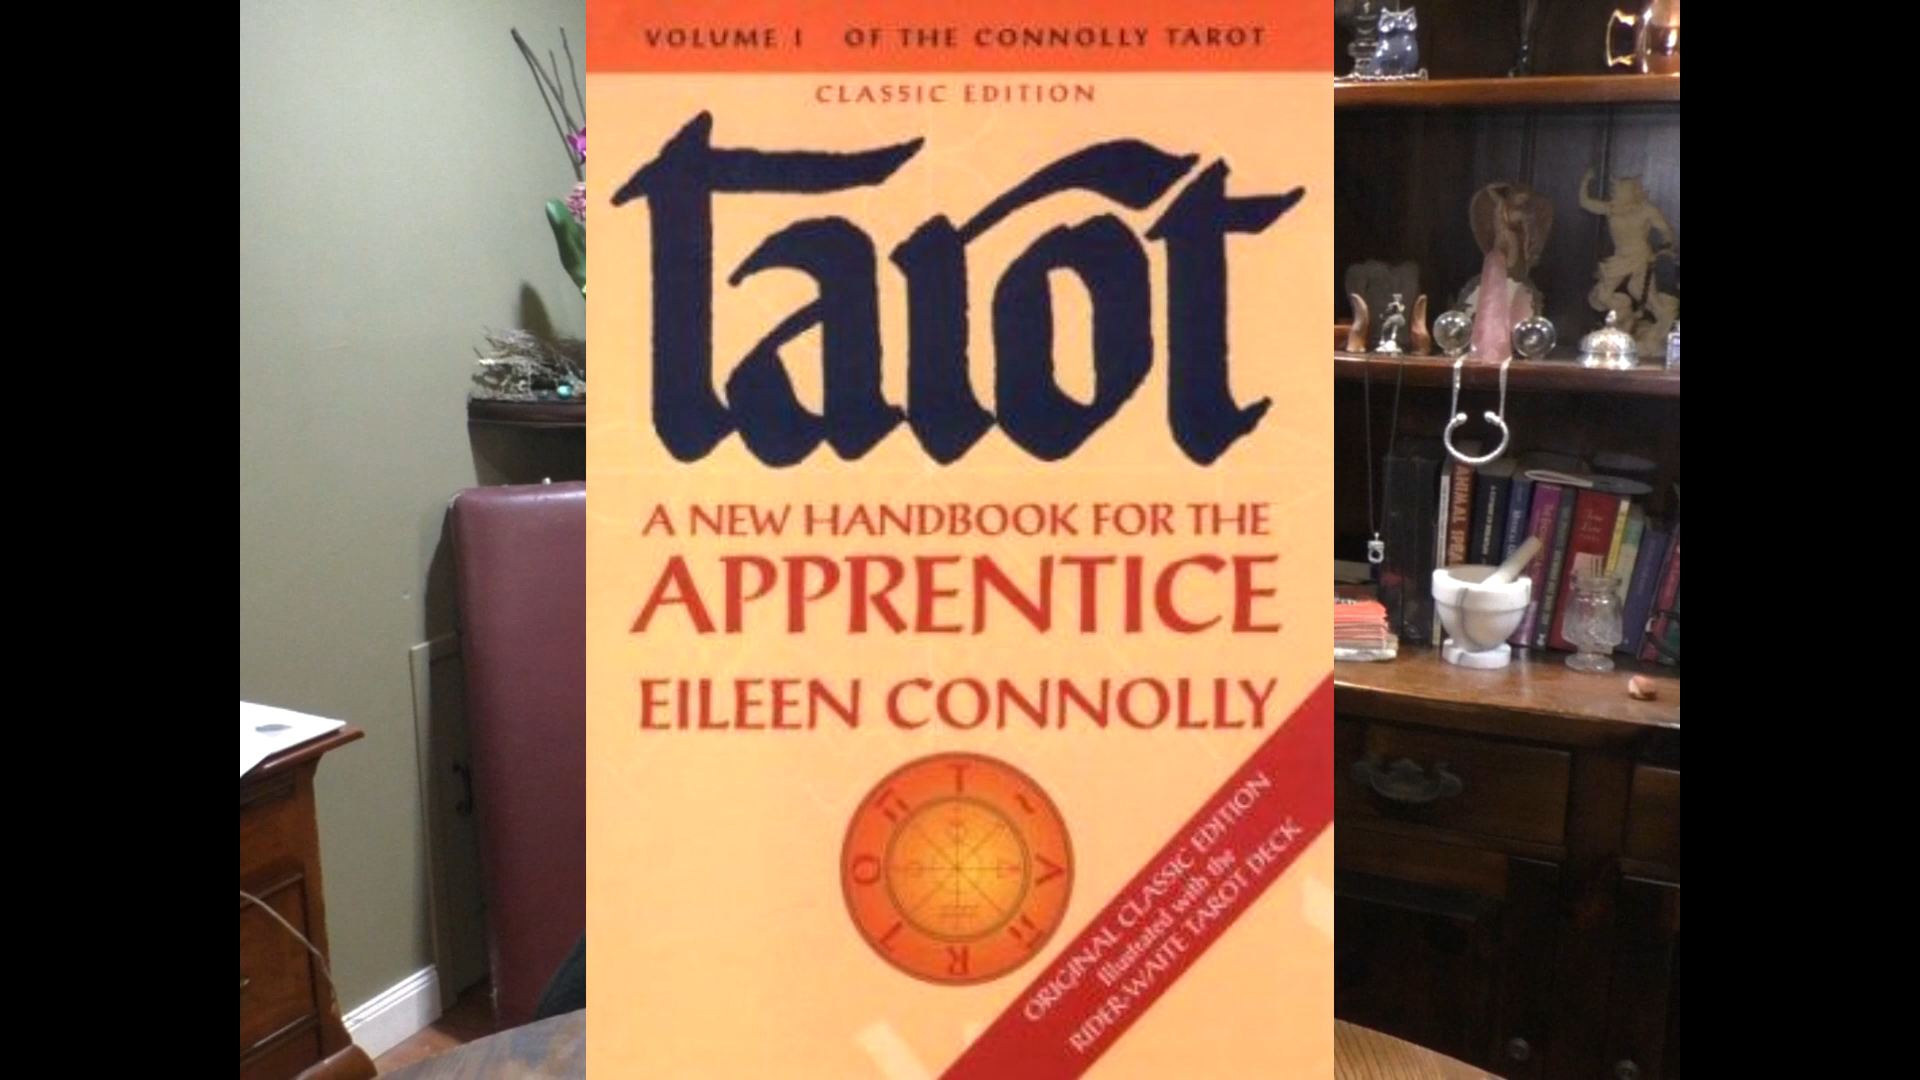 VOLUME I OF THE CONNOLLY TAROT
CLASSIC EDITION
tarot
A NEW HANDBOOK FOR THE
APPRENTICE
EILEEN CONNOLLY
T
A
R
O
ORIGINAL CLASSIC EDITION
Illustrated with the
RIDER-WAITE TAROT DECK
ANIMAL